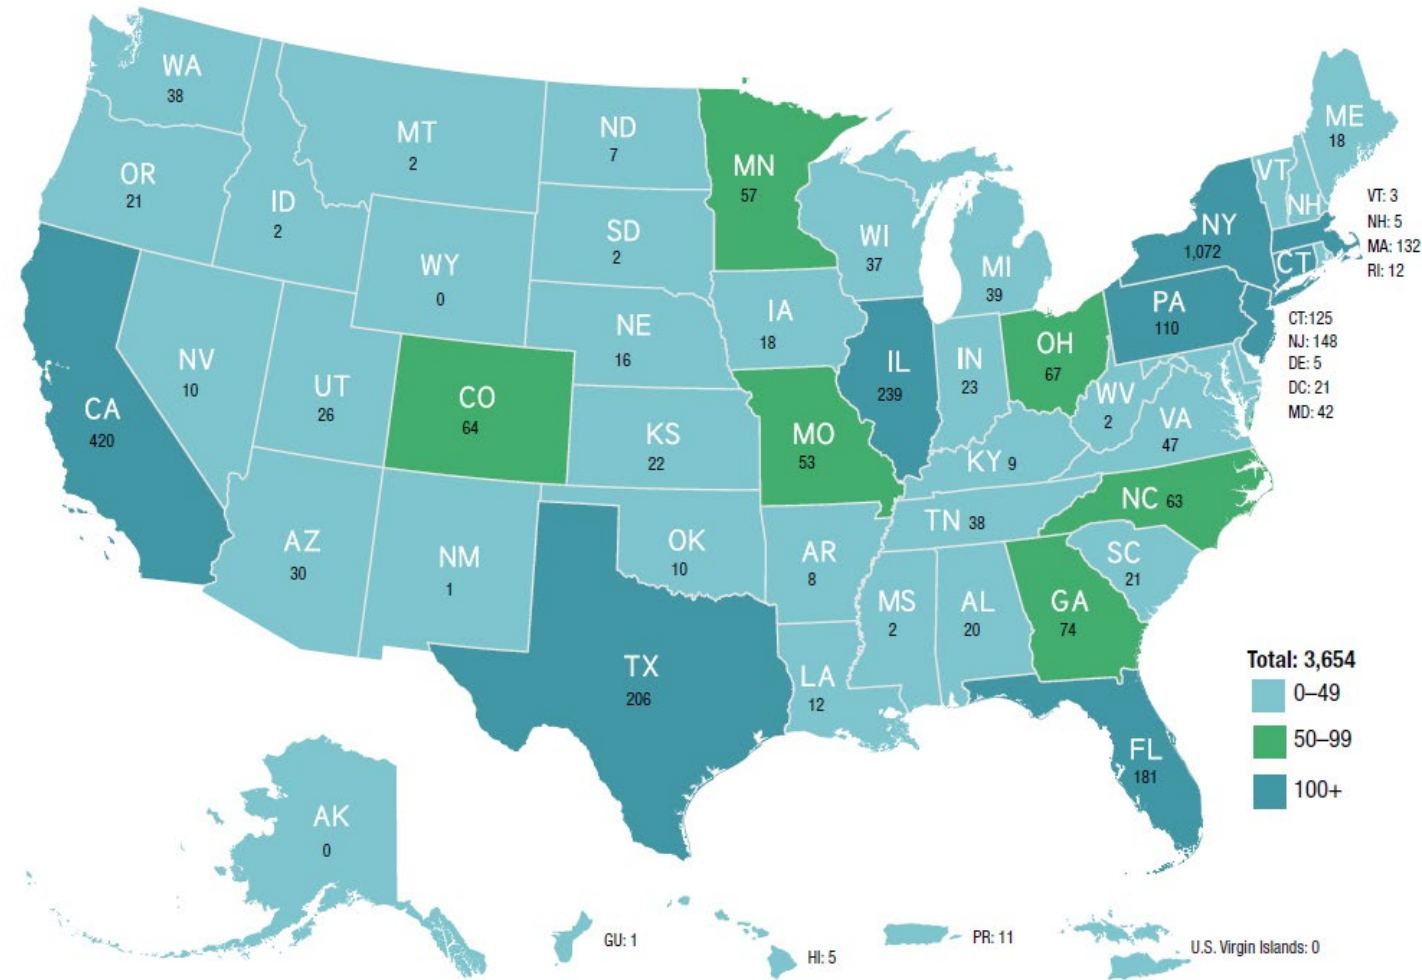 WA
38
OR
21
CA
420
ID
2
NV
10
MT
2
WY
0
UT
26
AZ
30
CO
64
NM
1
ND
7
SD
2
NE
16
KS
22
OK
10
TX
206
MN
57
IA
18
MO
53
AR
8
LA
12
WI
37
IL
239
MI
39
IN
23
OH
67
KY 9
TN 38
MS
2
AL
20
GA
74
FL
181
SC
21
NC 63
VA
47
WV
2
PA
110
NY
1,072
VT
NH
ME
18
CT
VT: 3
NH: 5
MA: 132
RI: 12
CT:125
NJ: 148
DE: 5
DC: 21
MD: 42
Total: 3,654
0–49
50–99
100+
AK
0
GU: 1
HI: 5
PR: 11
U.S. Virgin Islands: 0